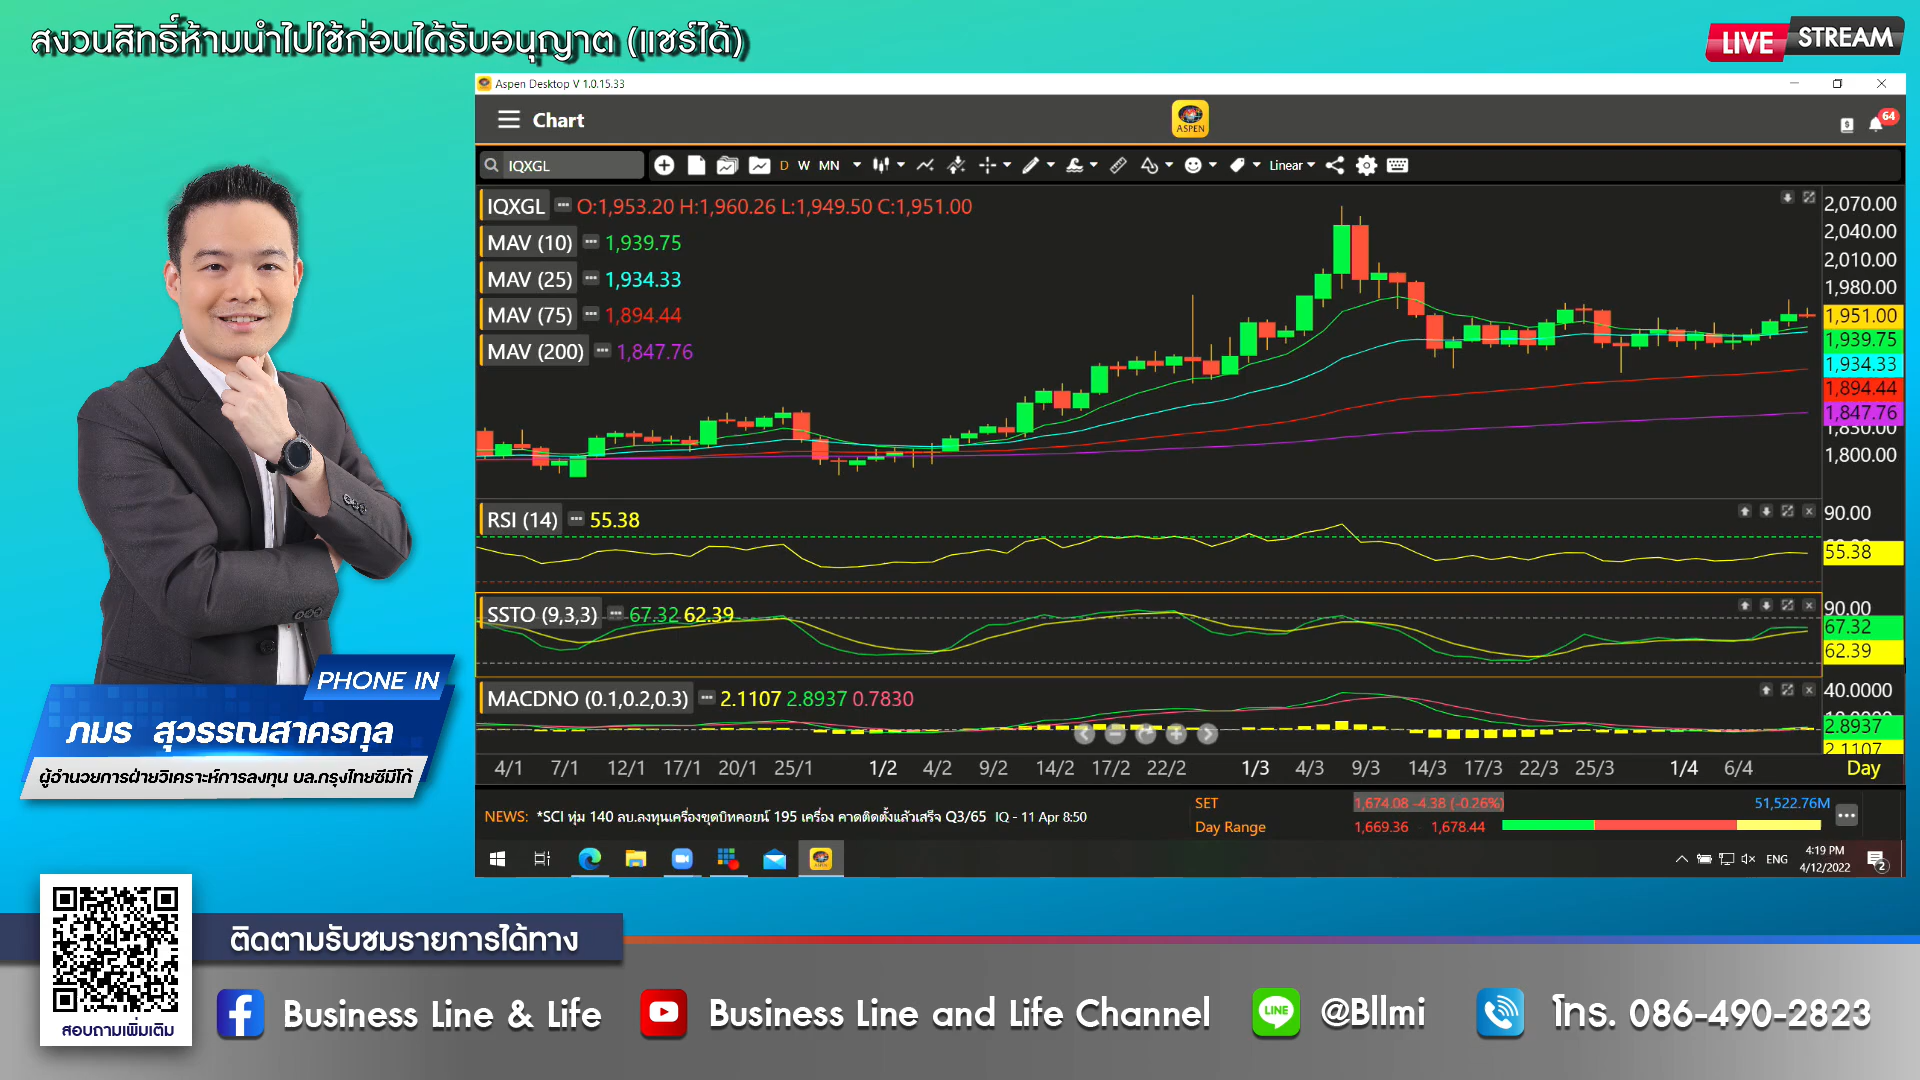 สงวนสิทธิ์ห้ามนำไปใช้ก่อนได้รับอนุญาต (แชร์ได้)
LIVE STREAM
Aspen Desktop V 1.0.15.33
Chart
ASPEN
64
IQXGL
D W MN
Linear
IQXGL O:1,953.20 H:1,960.26 L:1,949.50 C:1,951.00
MAV (10) 1,939.75
MAV (25) 1,934.33
MAV (75) 1,894.44
MAV (200) 1,847.76
2,070.00
2,040.00
2,010.00
1,980.00
1,951.00
1,939.75
1,934.33
1,894.44
1,847.76
1,830.00
1,800.00
RSI (14) 55.38
90.00
55.38
SSTO (9,3,3) 67.32 62.39
90.00
67.32
62.39
MACDNO (0.1,0.2,0.3) 2.1107 2.8937 0.7830
40.0000
2.8937
2.1107
4/1 7/1 12/1 17/1 20/1 25/1 1/2 4/2 9/2 14/2 17/2 22/2 1/3 4/3 9/3 14/3 17/3 22/3 25/3 1/4 6/4 Day
NEWS: *SCI ทุ่ม 140 ลบ.ลงทุนเครื่องขุดบิทคอยน์ 195 เครื่อง คาดติดตั้งแล้วเสร็จ Q3/65 IQ - 11 Apr 8:50
SET 1,674.08 -4.38 (-0.26%) 51,522.76M
Day Range 1,669.36 - 1,678.44
ENG
4:19 PM
4/12/2022
2
PHONE IN
ภมร สุวรรณสาครกุล
ผู้อำนวยการฝ่ายวิเคราะห์การลงทุน บล.กรุงไทยซีมิโก้
สอบถามเพิ่มเติม
ติดตามรับชมรายการได้ทาง
Business Line & Life
Business Line and Life Channel
LINE
@Bllmi
โทร. 086-490-2823